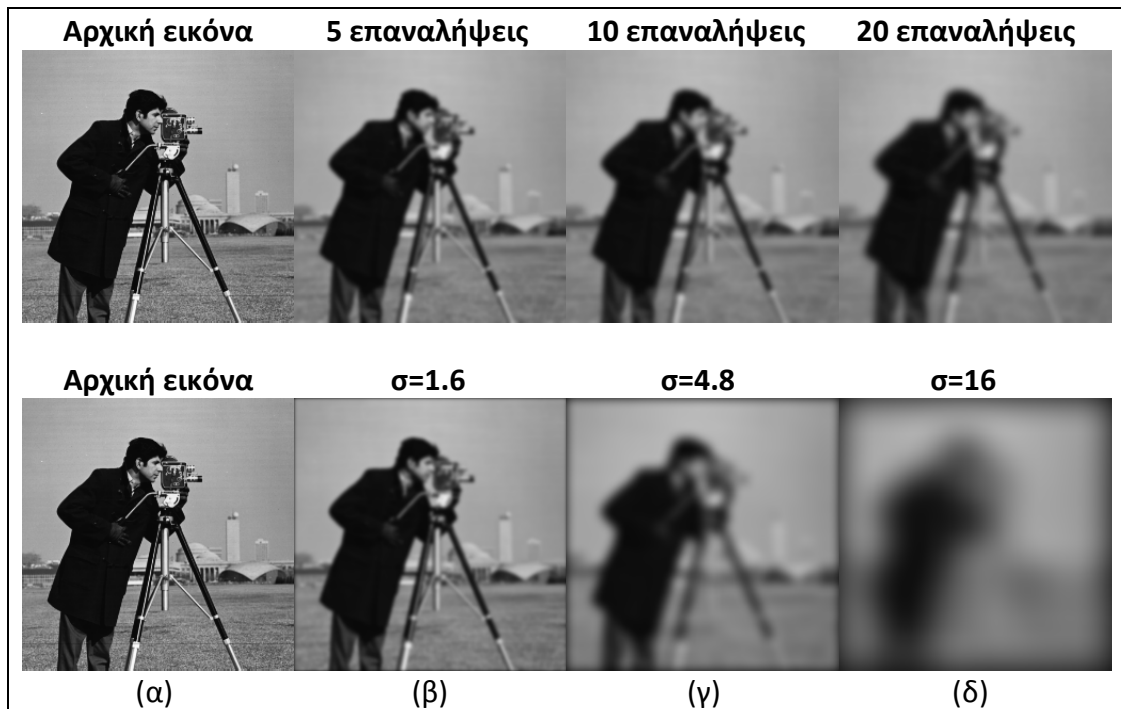 Αρχική εικόνα 5 επαναλήψεις 10 επαναλήψεις 20 επαναλήψεις
Αρχική εικόνα σ=1.6 σ=4.8 σ=16
(α) (β) (γ) (δ)